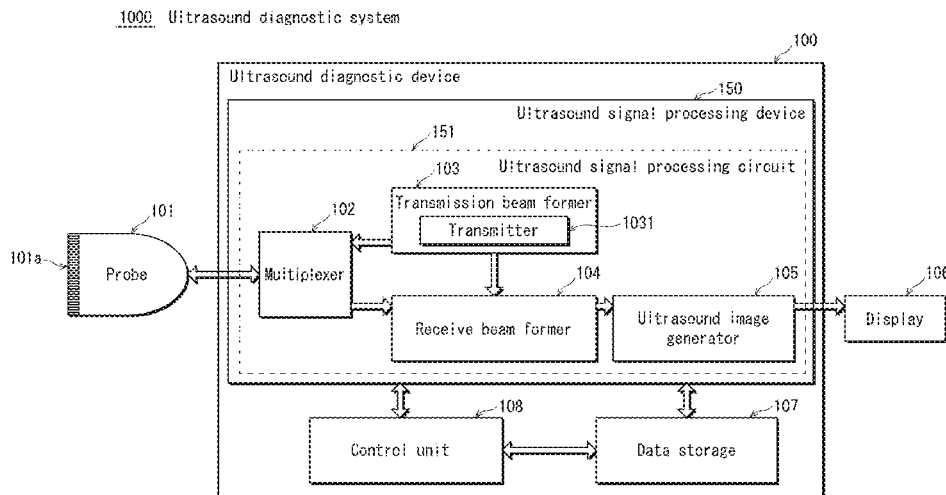 1000 Ultrasound diagnostic system
100
Ultrasound diagnostic device
150
Ultrasound signal processing device
151
Ultrasound signal processing circuit
103
Transmission beam former
Transmitter
1031
101
101a
Probe
102
Multiplexer
104
Receive beam former
105
Ultrasound image
generator
106
Display
108
Control unit
107
Data storage